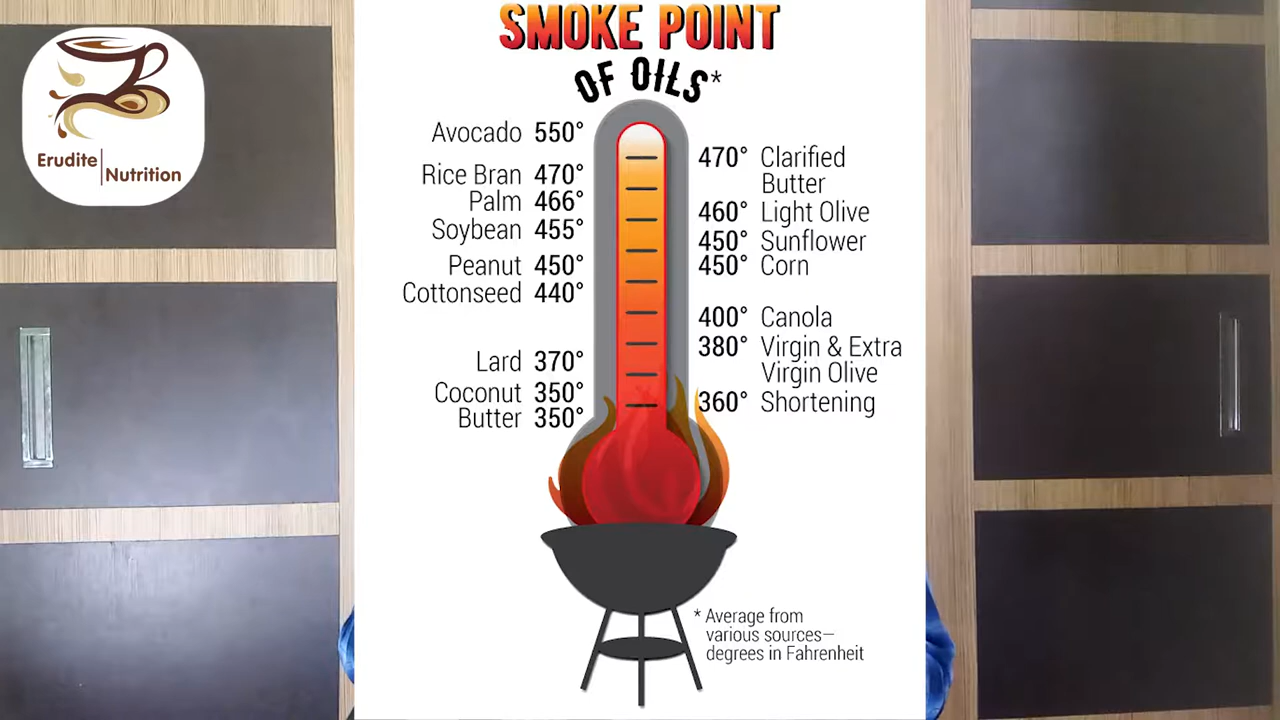 Erudite
Nutrition
SMOKE POINT
OF OILS*
Avocado 550°
Rice Bran 470°
Palm 466°
Soybean 455°
Peanut 450°
Cottonseed 440°
Lard 370°
Coconut 350°
Butter 350°
470° Clarified
Butter
460° Light Olive
450° Sunflower
450° Corn
400° Canola
380° Virgin & Extra
Virgin Olive
360° Shortening
* Average from
various sources—
degrees in Fahrenheit